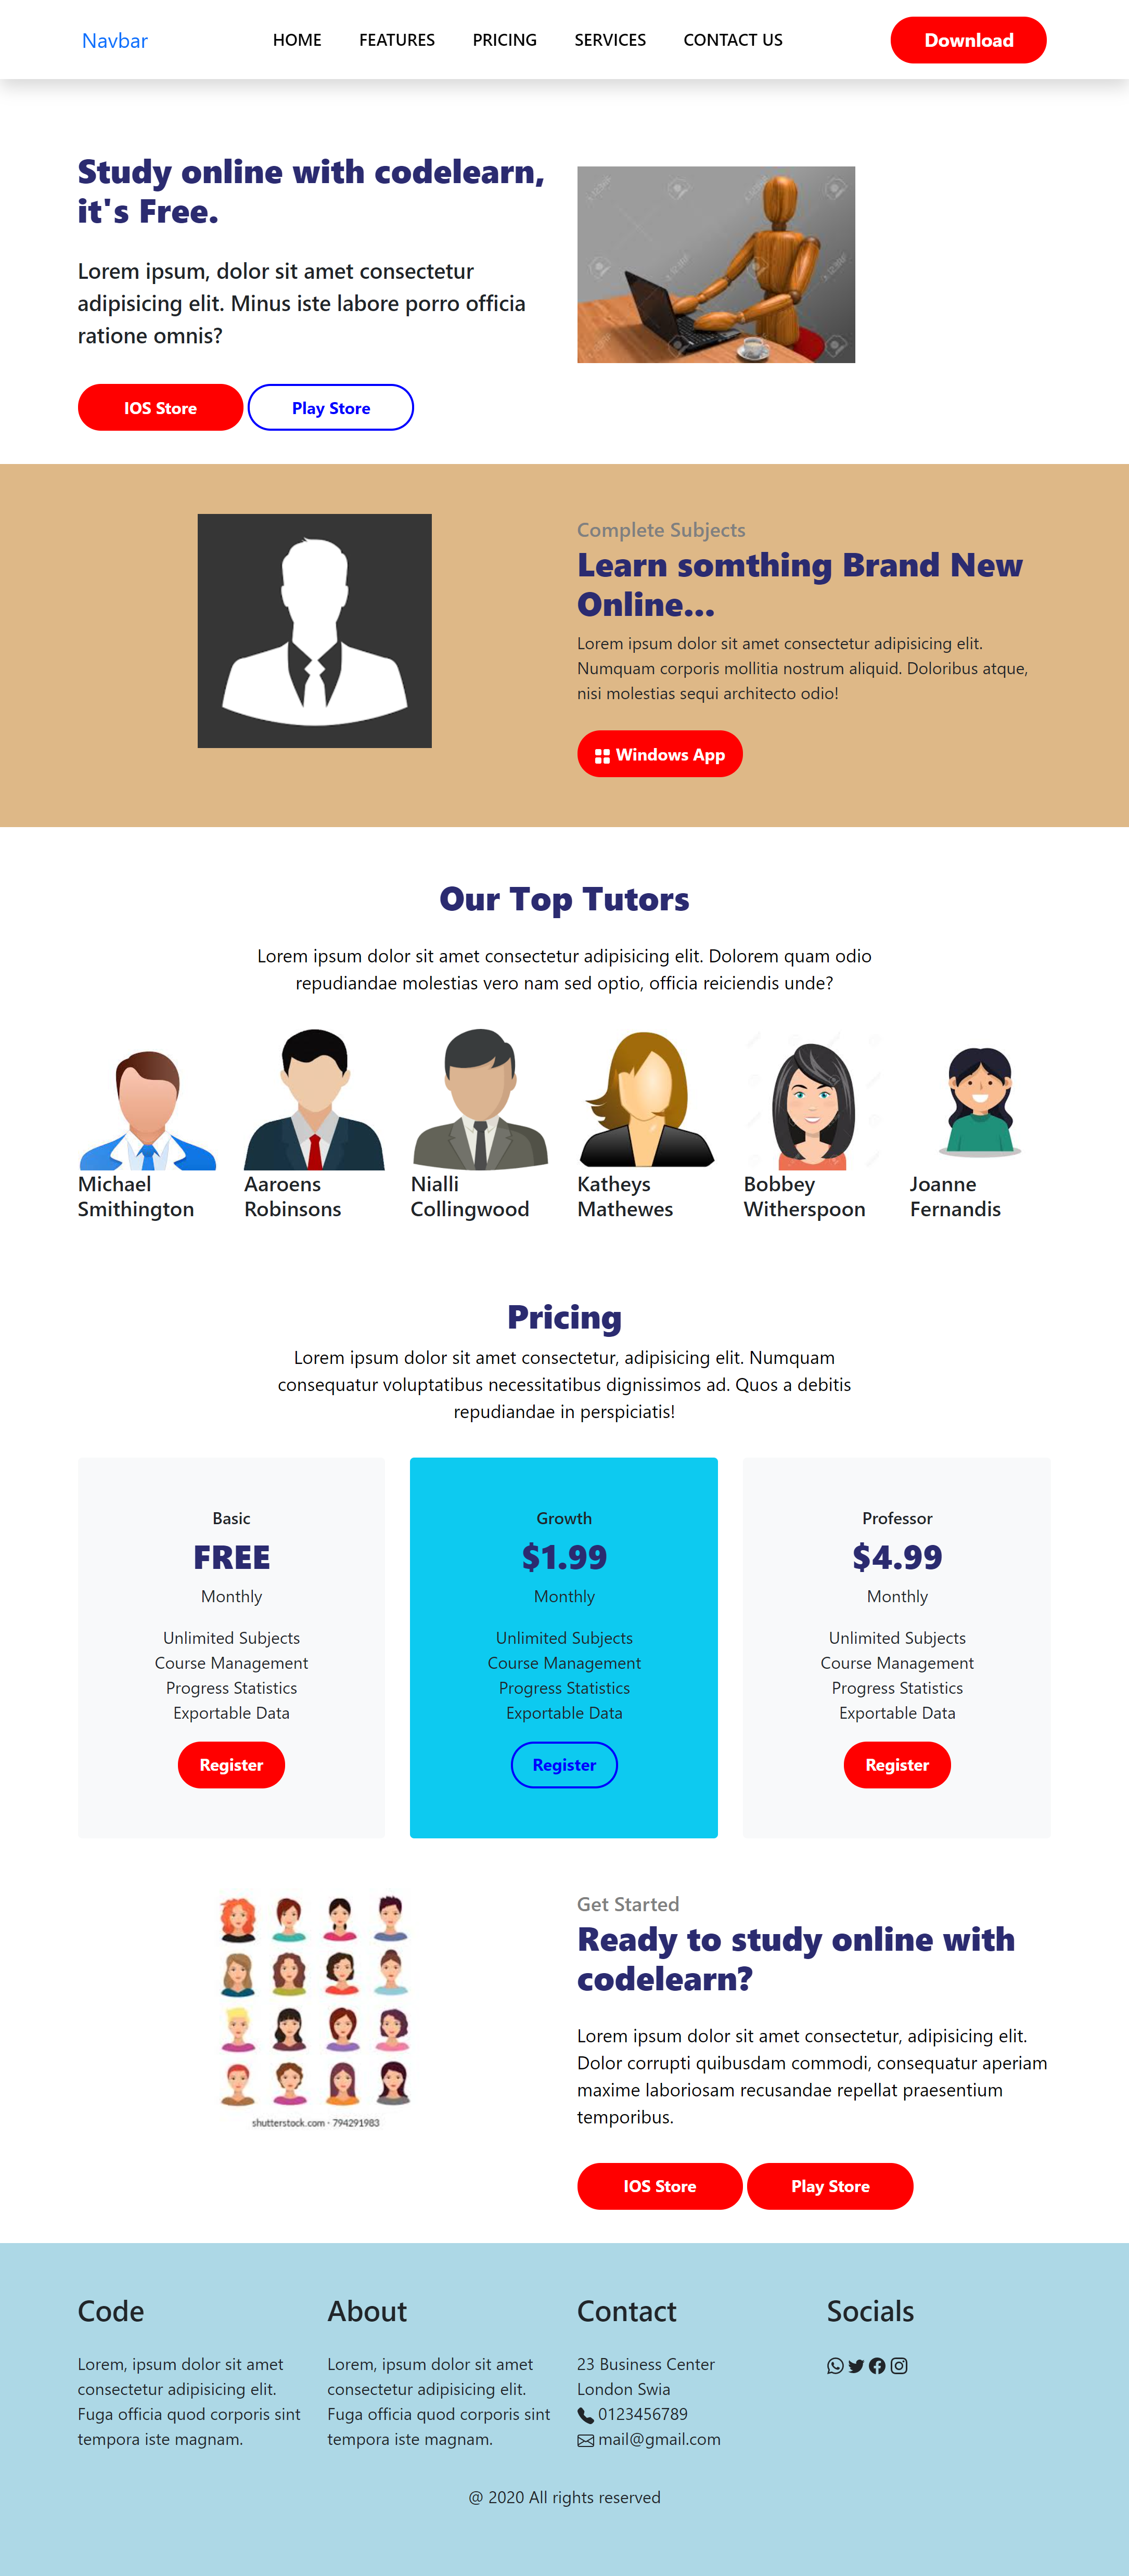 Navbar
HOME
FEATURES
PRICING
SERVICES
CONTACT US
Download
Study online with codelearn,
it's Free.
Lorem ipsum, dolor sit amet consectetur
adipisicing elit. Minus iste labore porro officia
ratione omnis?
IOS Store
Play Store
Complete Subjects
Learn somthing Brand New
Online...
Lorem ipsum dolor sit amet consectetur adipisicing elit.
Numquam corporis mollitia nostrum aliquid. Doloribus atque,
nisi molestias sequi architecto odio!
Windows App
Our Top Tutors
Lorem ipsum dolor sit amet consectetur adipisicing elit. Dolorem quam odio
repudiandae molestias vero nam sed optio, officia reiciendis unde?
Michael
Smithington
Aaroens
Robinsons
Nialli
Collingwood
Katheys
Mathewes
Bobbey
Witherspoon
Joanne
Fernandis
Pricing
Lorem ipsum dolor sit amet consectetur, adipisicing elit. Numquam
consequatur voluptatibus necessitatibus dignissimos ad. Quos a debitis
repudiandae in perspiciatis!
Basic
FREE
Monthly
Unlimited Subjects
Course Management
Progress Statistics
Exportable Data
Register
Growth
$1.99
Monthly
Unlimited Subjects
Course Management
Progress Statistics
Exportable Data
Register
Professor
$4.99
Monthly
Unlimited Subjects
Course Management
Progress Statistics
Exportable Data
Register
shutterstock.com · 794291983
Get Started
Ready to study online with
codelearn?
Lorem ipsum dolor sit amet consectetur, adipisicing elit.
Dolor corrupti quibusdam commodi, consequatur aperiam
maxime laboriosam recusandae repellat praesentium
temporibus.
IOS Store
Play Store
Code
Lorem, ipsum dolor sit amet
consectetur adipisicing elit.
Fuga officia quod corporis sint
tempora iste magnam.
About
Lorem, ipsum dolor sit amet
consectetur adipisicing elit.
Fuga officia quod corporis sint
tempora iste magnam.
Contact
23 Business Center
London Swia
0123456789
mail@gmail.com
Socials
@ 2020 All rights reserved